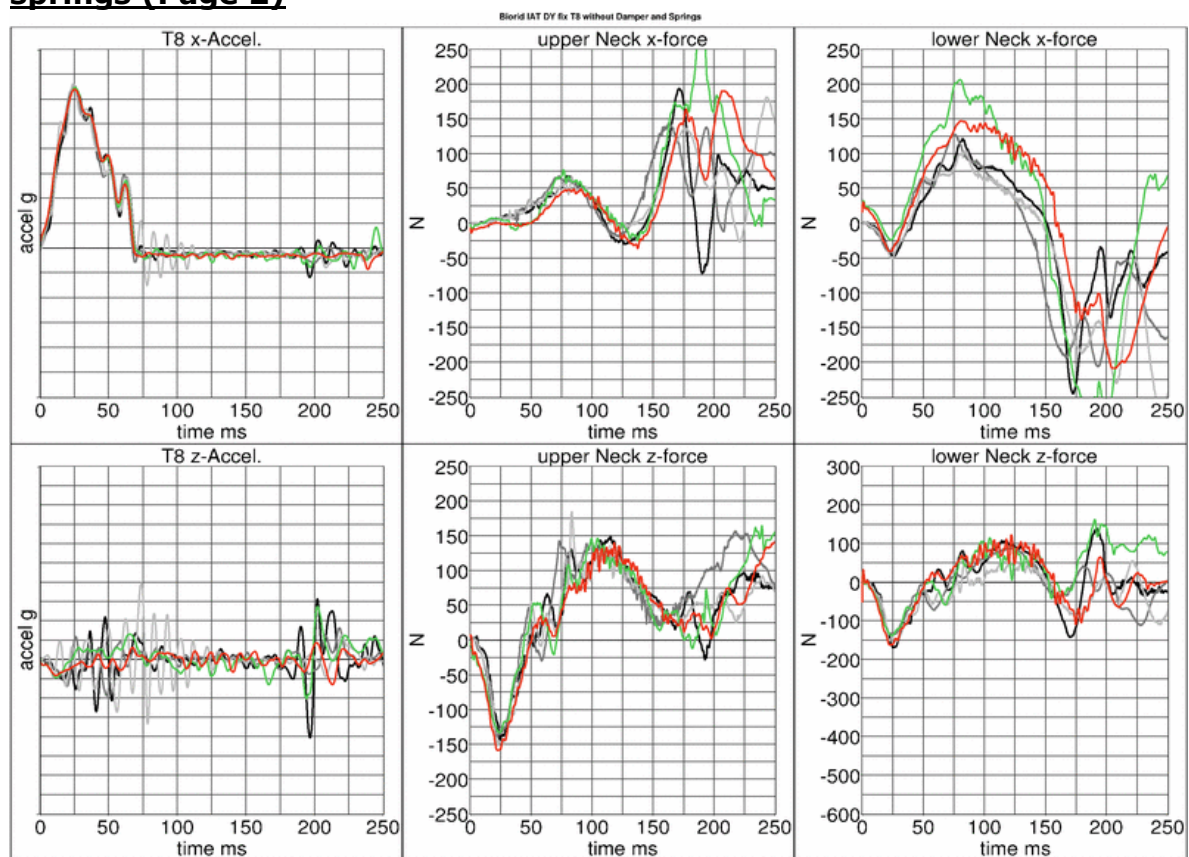 springs (Page 2)
Biorid IAT DY fix T8 without Damper and Springs
T8 x-Accel.
accel g
0 50 100 150 200 250
time ms
upper Neck x-force
250
200
150
100
50
0
-50
-100
-150
-200
-250
N
0 50 100 150 200 250
time ms
lower Neck x-force
250
200
150
100
50
0
-50
-100
-150
-200
-250
N
0 50 100 150 200 250
time ms
T8 z-Accel.
accel g
0 50 100 150 200 250
time ms
upper Neck z-force
250
200
150
100
50
0
-50
-100
-150
-200
-250
N
0 50 100 150 200 250
time ms
lower Neck z-force
300
200
100
0
-100
-200
-300
-400
-500
-600
N
0 50 100 150 200 250
time ms